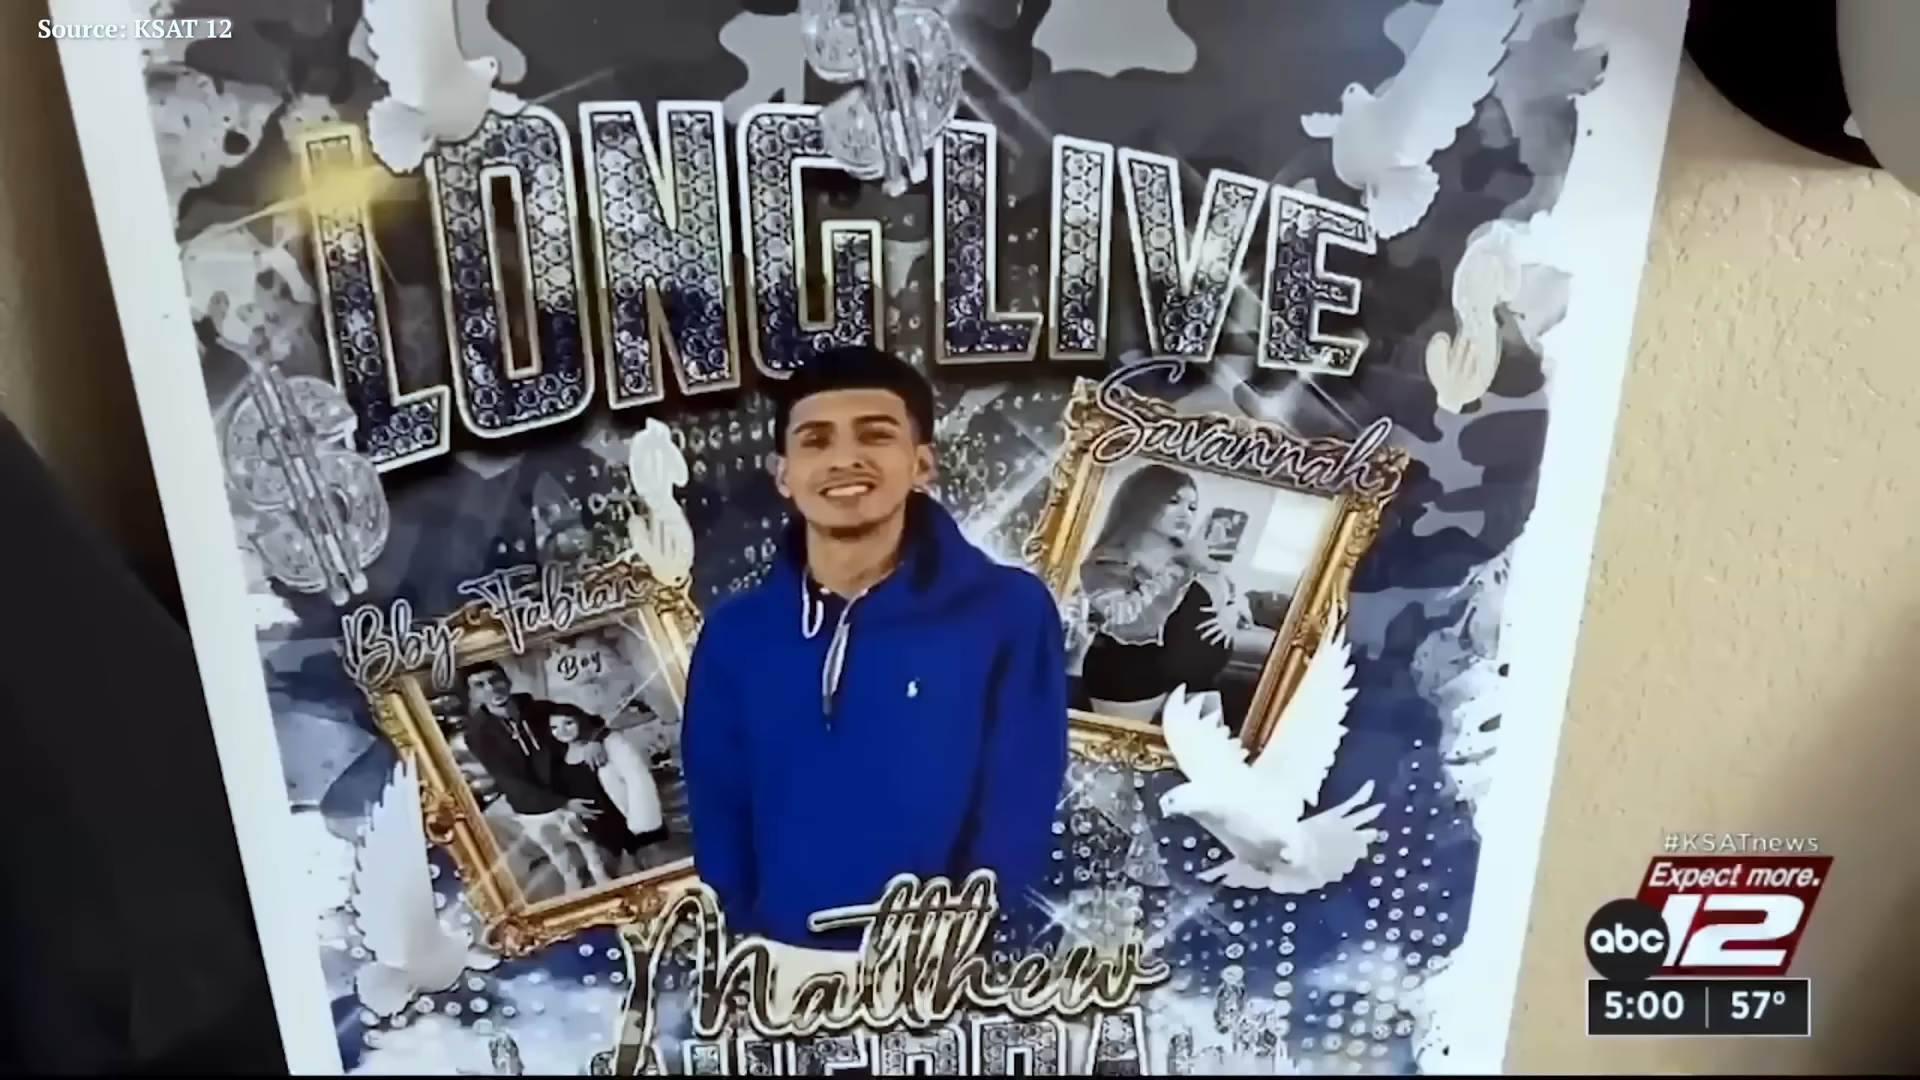 Source: KSAT 12
LONG LIVE
Savannah
Bby Fabian
Boy
Matthew
#KSATnews
Expect more.
abc 12
5:00 57°